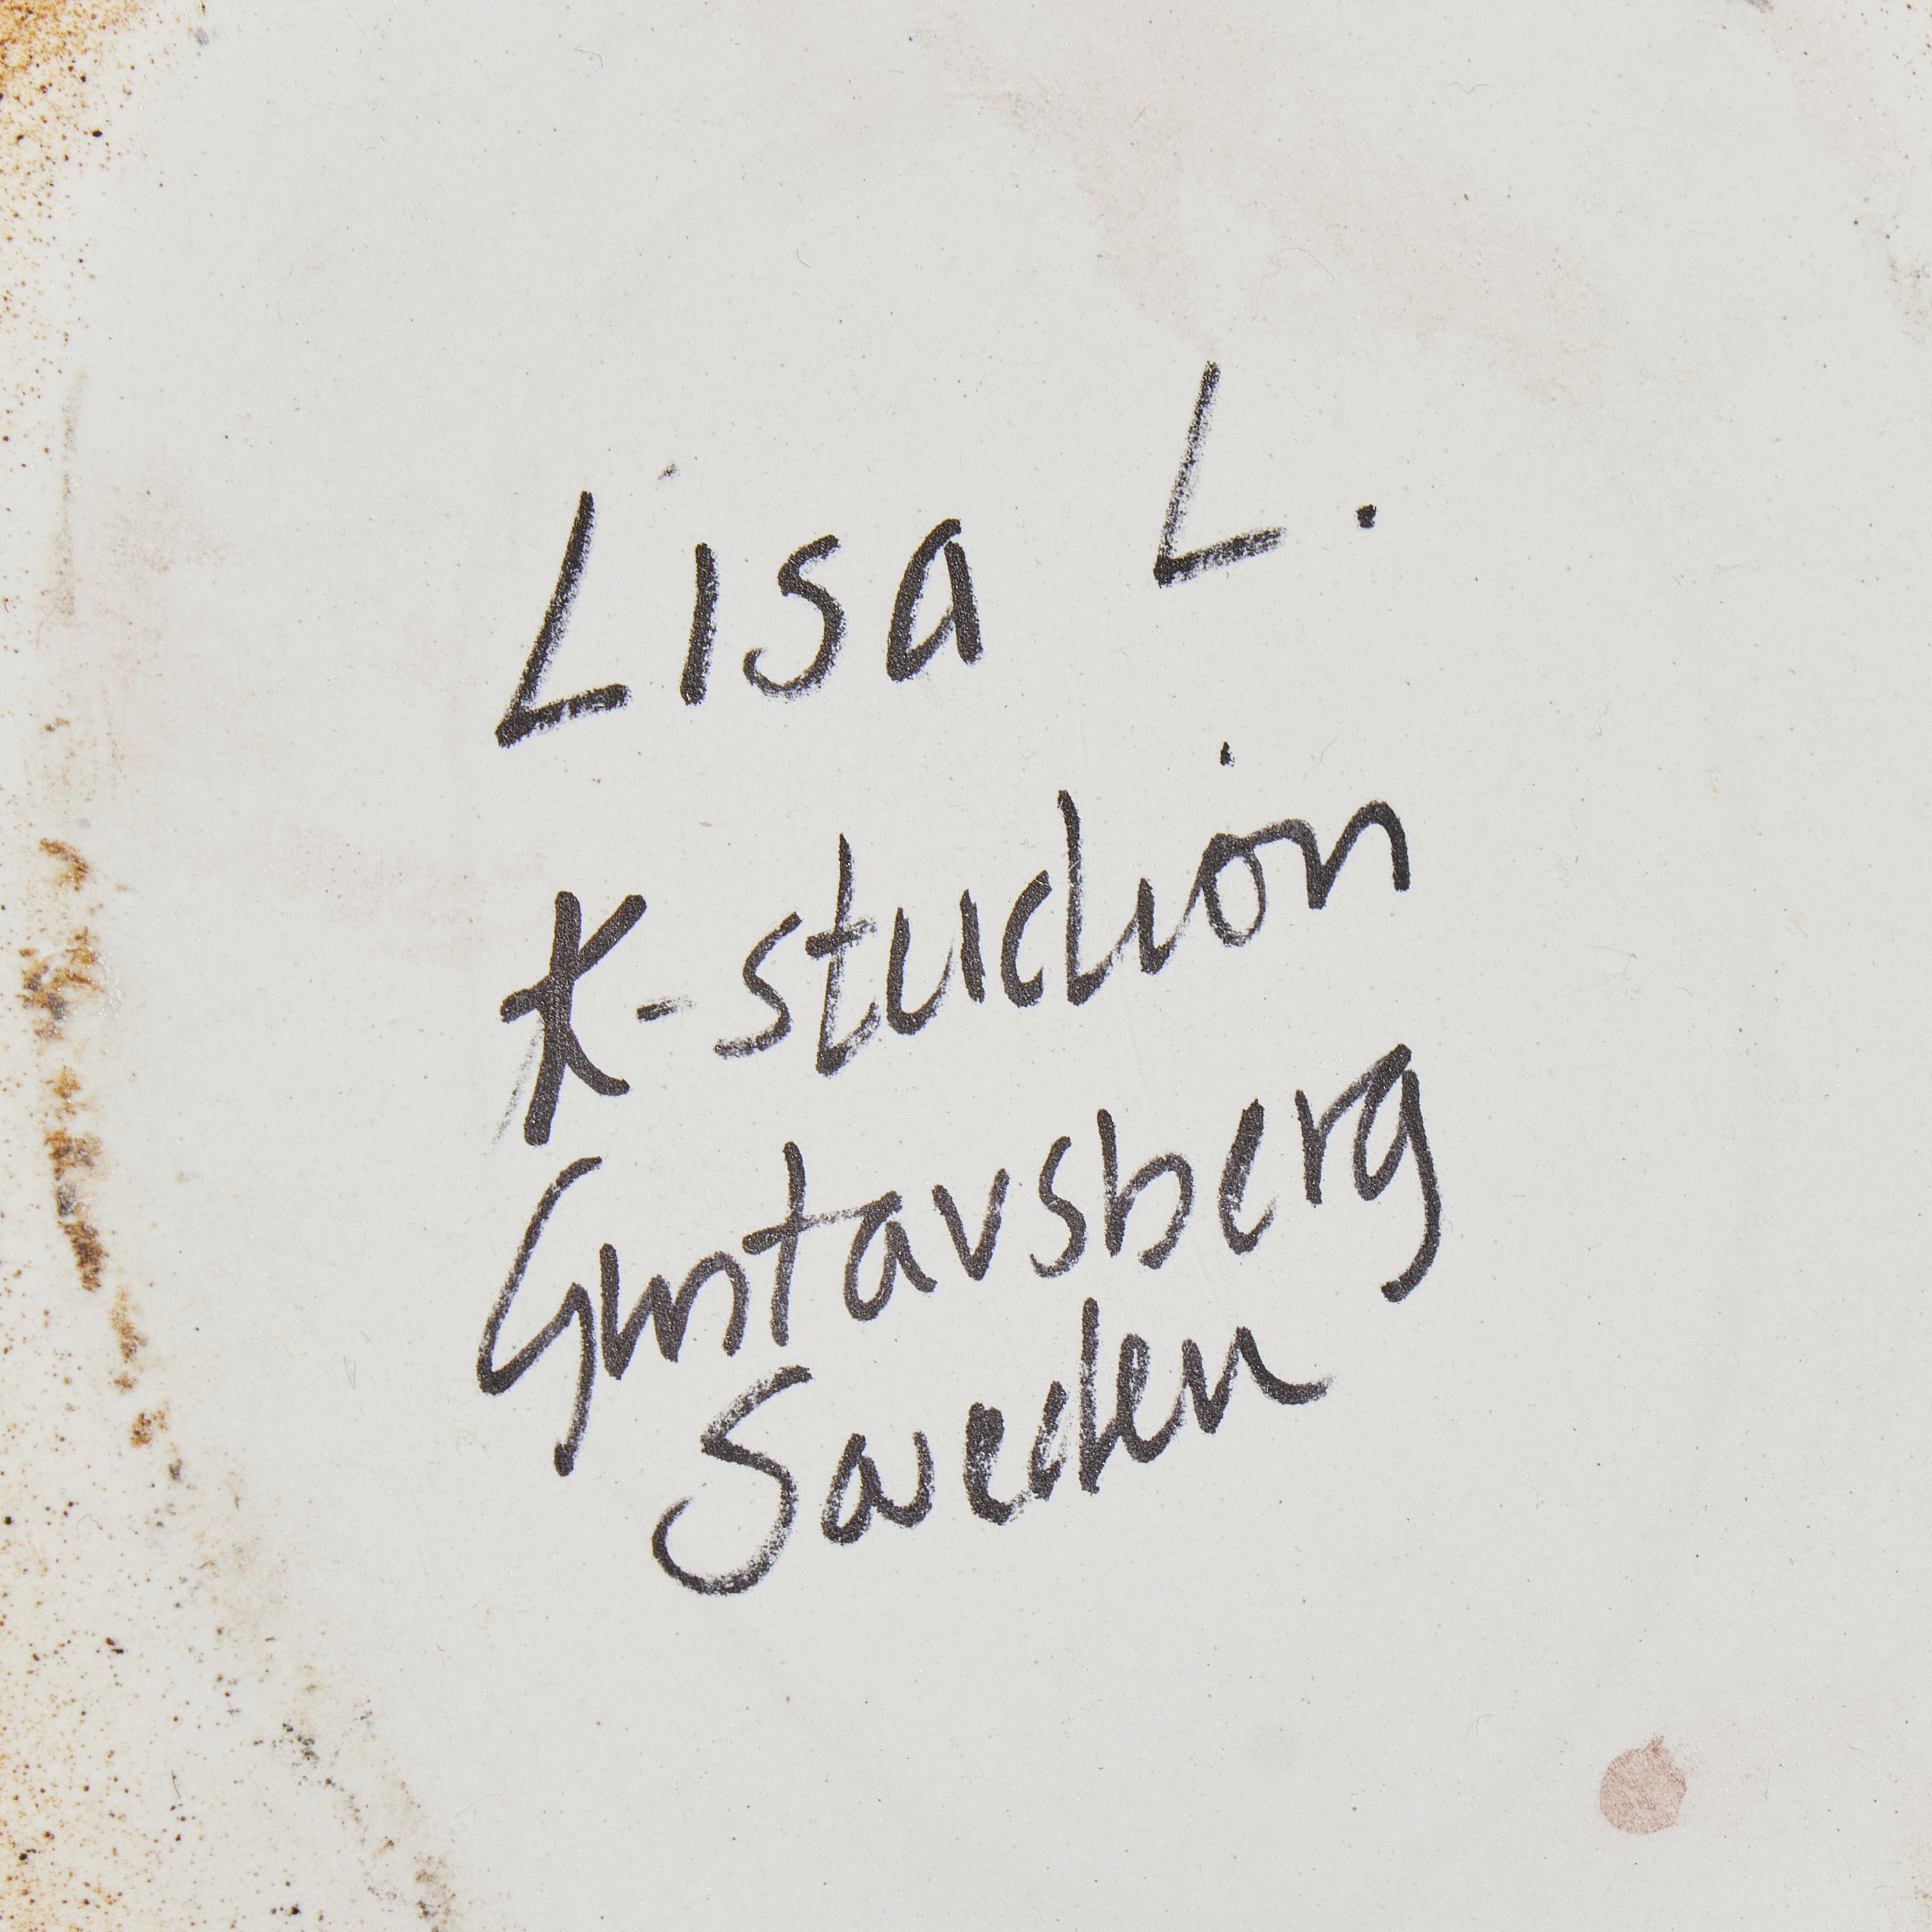 Lisa L.
K-studion
Gustavsberg
Sweden